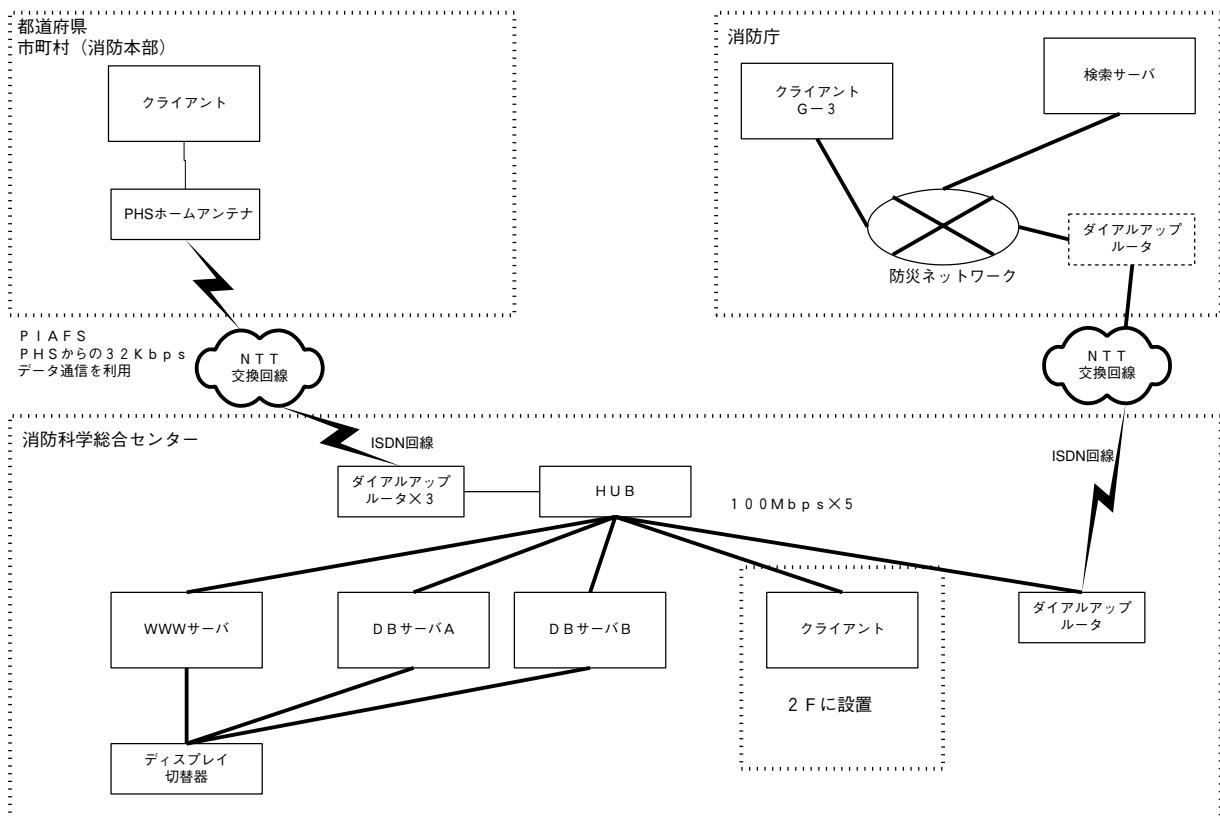 都道府県
市町村（消防本部）
クライアント
PHSホームアンテナ
消防庁
クライアント
Ｇ－３
検索サーバ
防災ネットワーク
ダイアルアップ
ルータ
ＰＩＡＦＳ
PHSからの３２Ｋbps
データ通信を利用
ＮＴＴ
交換回線
ＮＴＴ
交換回線
消防科学総合センター
ISDN回線
ISDN回線
ダイアルアップ
ルータ×３
ＨＵＢ
１００Ｍｂｐｓ×５
WWWサーバ
ＤＢサーバＡ
ＤＢサーバＢ
クライアント
ダイアルアップ
ルータ
２Ｆに設置
ディスプレイ
切替器